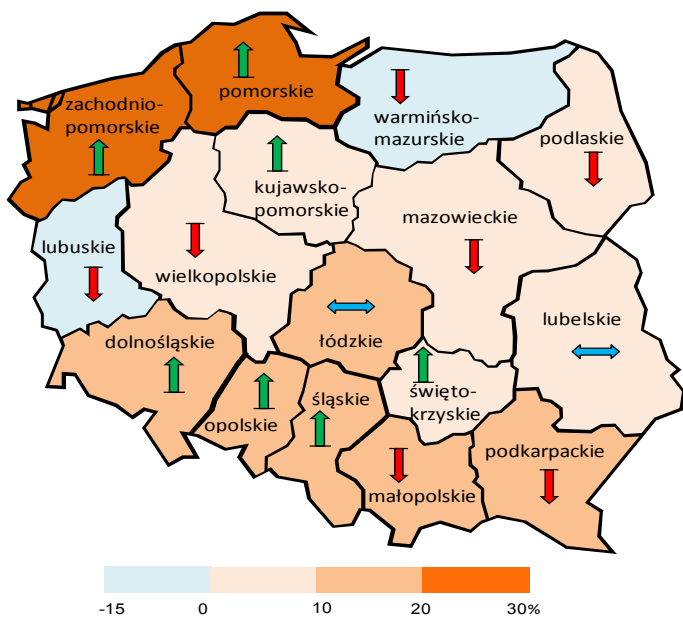 pomorskie
zachodnio-
pomorskie
warmińsko-
mazurskie
podlaskie
kujawsko-
pomorskie
mazowieckie
lubuskie
wielkopolskie
lubelskie
dolnośląskie
łódzkie
święto-
krzyskie
śląskie
opolskie
podkarpackie
małopolskie
-15 0 10 20 30%